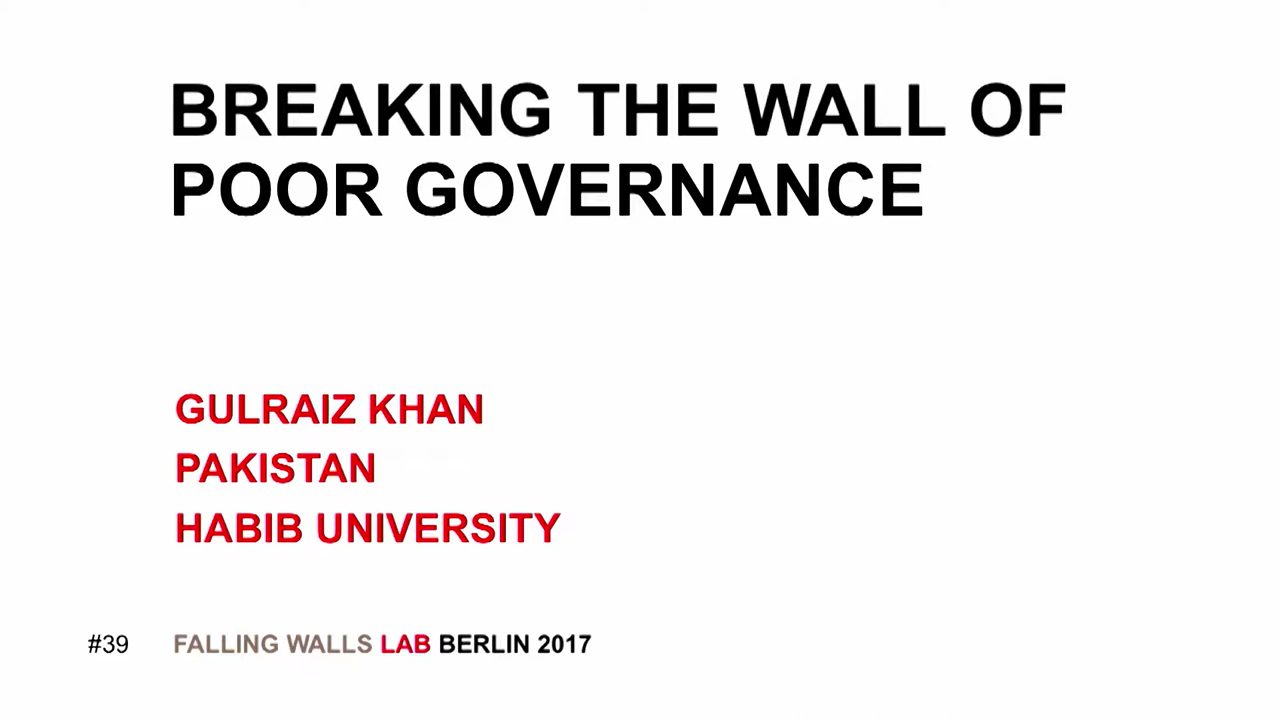 BREAKING THE WALL OF
POOR GOVERNANCE
GULRAIZ KHAN
PAKISTAN
HABIB UNIVERSITY
#39 FALLING WALLS LAB BERLIN 2017